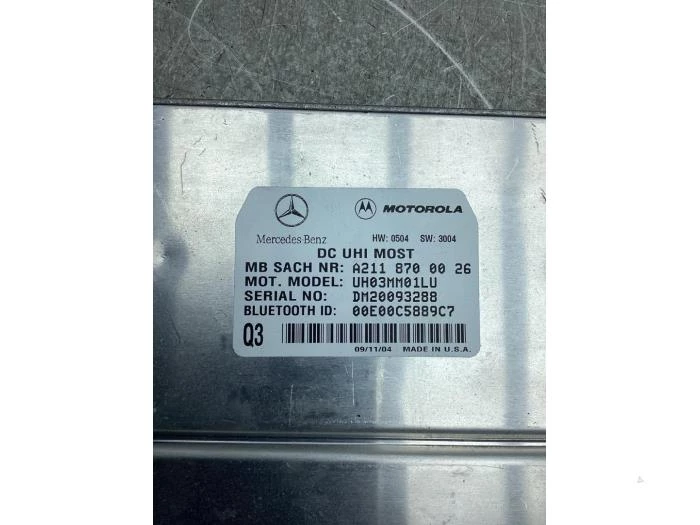 Mercedes-Benz
MOTOROLA
HW: 0504 SW: 3004
DC UHI MOST
MB SACH NR: A211 870 00 26
MOT. MODEL: UH03MM01LU
SERIAL NO: DM20093288
BLUETOOTH ID: 00E00C5889C7
Q3
09/11/04 MADE IN U.S.A.